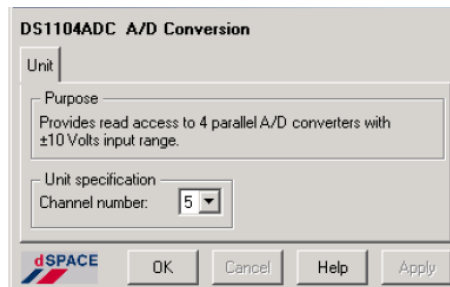 DS1104ADC A/D Conversion
Unit
Purpose
Provides read access to 4 parallel A/D converters with
±10 Volts input range.
Unit specification
Channel number: 5
dSPACE OK Cancel Help Apply